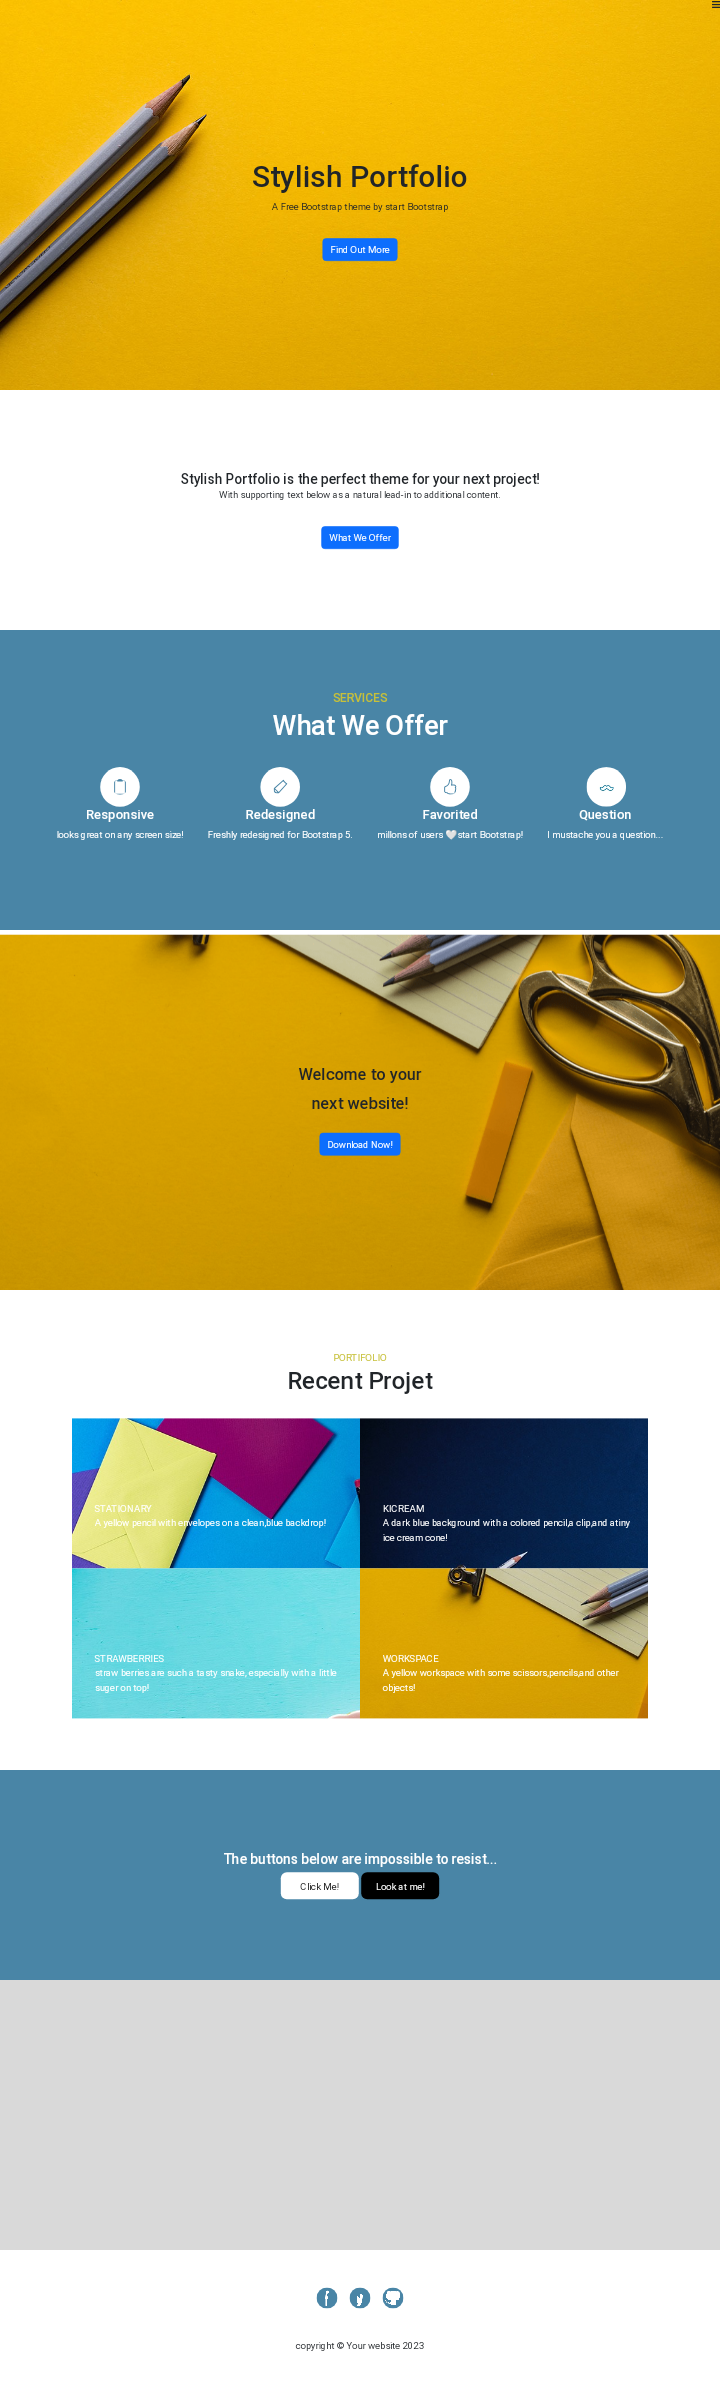 Stylish Portfolio
A Free Bootstrap theme by start Bootstrap
Find Out More
Stylish Portfolio is the perfect theme for your next project!
With supporting text below as a natural lead-in to additional content.
What We Offer
SERVICES
What We Offer
Responsive
looks great on any screen size!
Redesigned
Freshly redesigned for Bootstrap 5.
Favorited
millons of users 🤍start Bootstrap!
Question
I mustache you a question...
Welcome to your
next website!
Download Now!
PORTIFOLIO
Recent Projet
STATIONARY
A yellow pencil with envelopes on a clean,blue backdrop!
KICREAM
A dark blue background with a colored pencil,a clip,and atiny
ice cream cone!
STRAWBERRIES
straw berries are such a tasty snake, especially with a little
suger on top!
WORKSPACE
A yellow workspace with some scissors,pencils,and other
objects!
The buttons below are impossible to resist...
Click Me!
Look at me!
copyright © Your website 2023